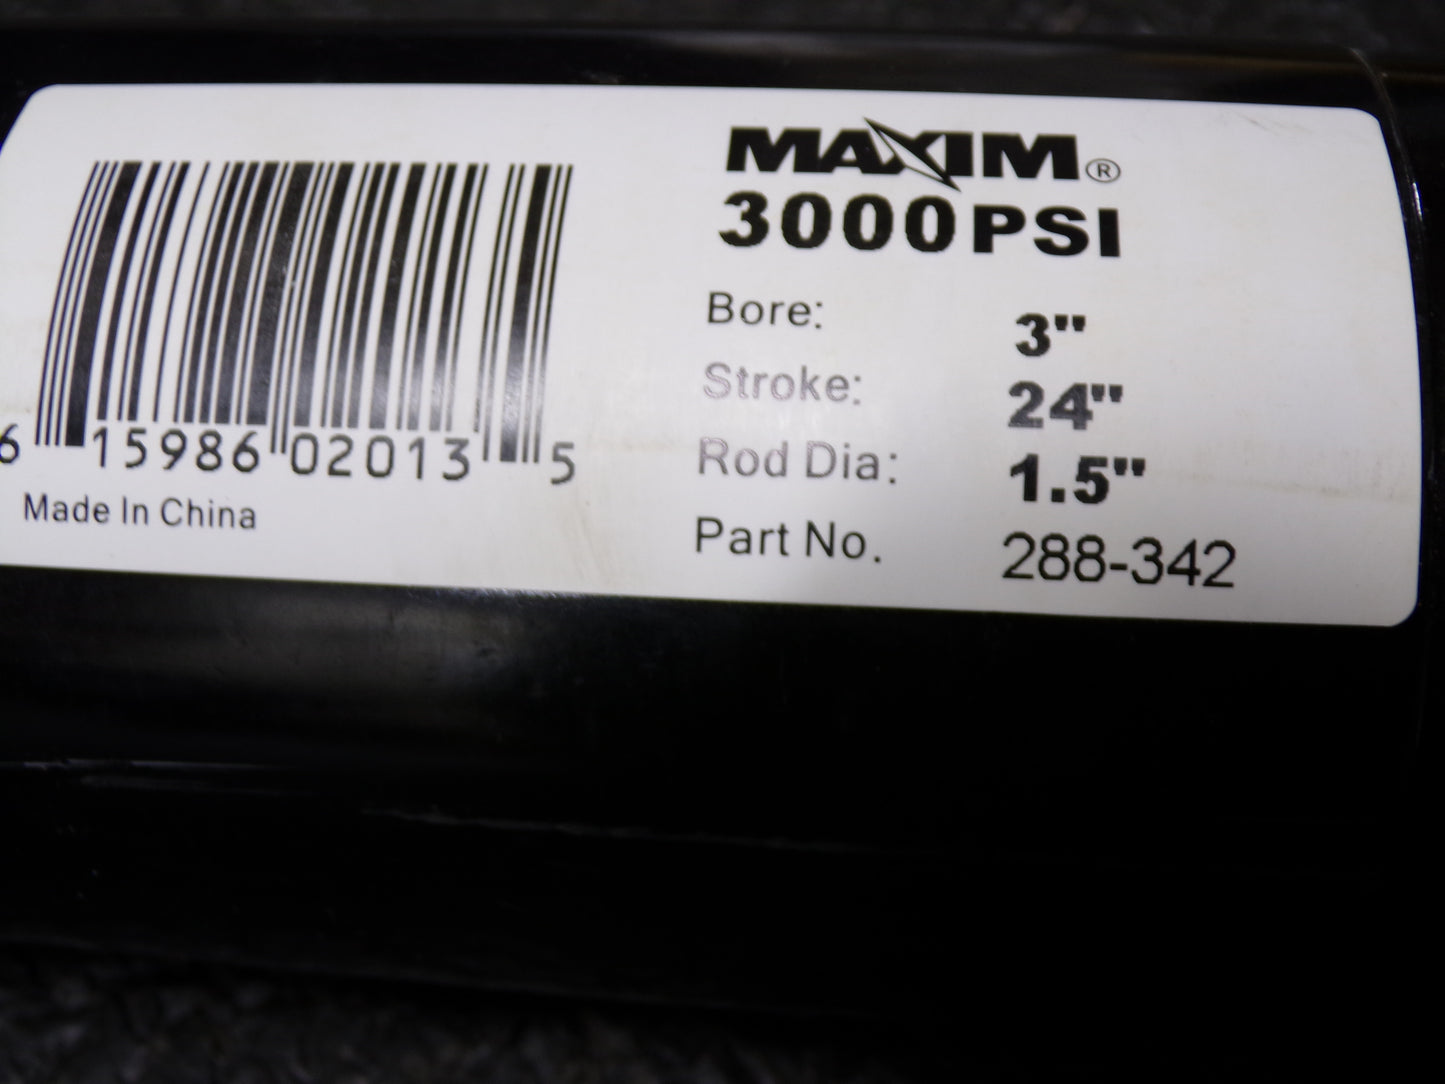 MAXIM®
3000PSI
Bore: 3"
Stroke: 24"
Rod Dia: 1.5"
Part No. 288-342
6 15986 02013 5
Made In China